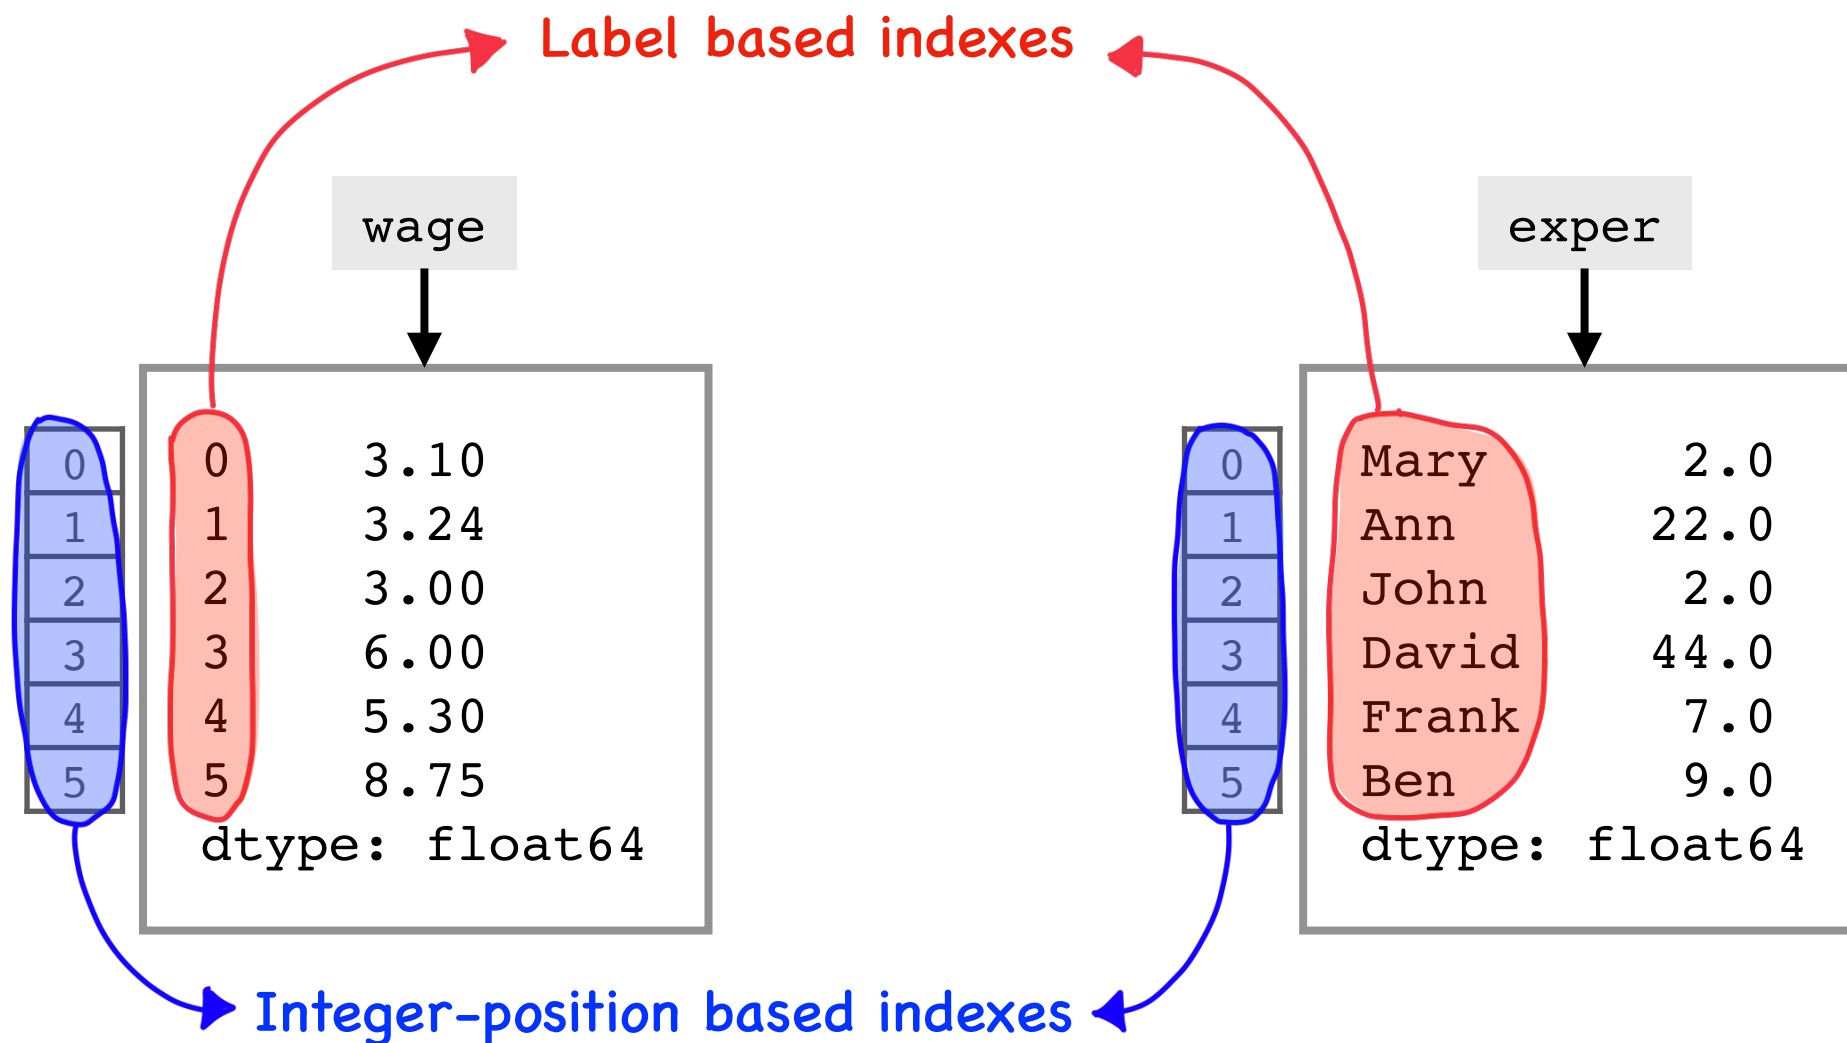 Label based indexes
wage
exper
0 0 3.10
1 1 3.24
2 2 3.00
3 3 6.00
4 4 5.30
5 5 8.75
dtype: float64
0 Mary 2.0
1 Ann 22.0
2 John 2.0
3 David 44.0
4 Frank 7.0
5 Ben 9.0
dtype: float64
Integer-position based indexes